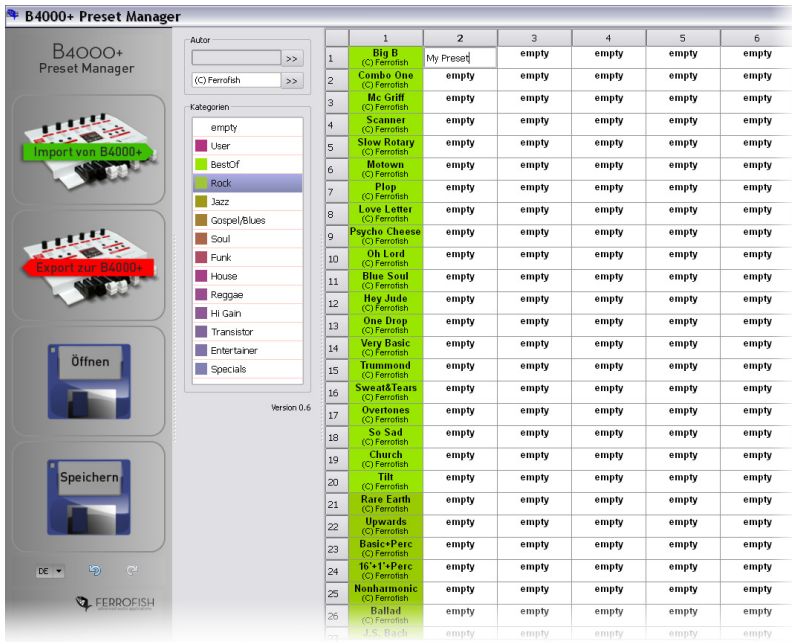 B4000+ Preset Manager
B4000+
Preset Manager
Import von B4000+
Export zur B4000+
Öffnen
Speichern
DE
FERROFISH
Autor
>>
(C) Ferrofish >>
Kategorien
empty
User
BestOf
Rock
Jazz
Gospel/Blues
Soul
Funk
House
Reggae
Hi Gain
Transistor
Entertainer
Specials
Version 0.6
1 2 3 4 5 6
1 Big B My Preset empty empty empty empty
(C) Ferrofish
2 Combo One empty empty empty empty empty
(C) Ferrofish
3 Mc Griff empty empty empty empty empty
(C) Ferrofish
4 Scanner empty empty empty empty empty
(C) Ferrofish
5 Slow Rotary empty empty empty empty empty
(C) Ferrofish
6 Motown empty empty empty empty empty
(C) Ferrofish
7 Plop empty empty empty empty empty
(C) Ferrofish
8 Love Letter empty empty empty empty empty
(C) Ferrofish
9 Psycho Cheese empty empty empty empty empty
(C) Ferrofish
10 Oh Lord empty empty empty empty empty
(C) Ferrofish
11 Blue Soul empty empty empty empty empty
(C) Ferrofish
12 Hey Jude empty empty empty empty empty
(C) Ferrofish
13 One Drop empty empty empty empty empty
(C) Ferrofish
14 Very Basic empty empty empty empty empty
(C) Ferrofish
15 Trummond empty empty empty empty empty
(C) Ferrofish
16 Sweat&Tears empty empty empty empty empty
(C) Ferrofish
17 Overtones empty empty empty empty empty
(C) Ferrofish
18 So Sad empty empty empty empty empty
(C) Ferrofish
19 Church empty empty empty empty empty
(C) Ferrofish
20 Tilt empty empty empty empty empty
(C) Ferrofish
21 Rare Earth empty empty empty empty empty
(C) Ferrofish
22 Upwards empty empty empty empty empty
(C) Ferrofish
23 Basic+Perc empty empty empty empty empty
(C) Ferrofish
24 16'+1'+Perc empty empty empty empty empty
(C) Ferrofish
25 Nonharmonic empty empty empty empty empty
(C) Ferrofish
26 Ballad empty empty empty empty empty
(C) Ferrofish
27 J.S. Bach empty empty empty empty empty